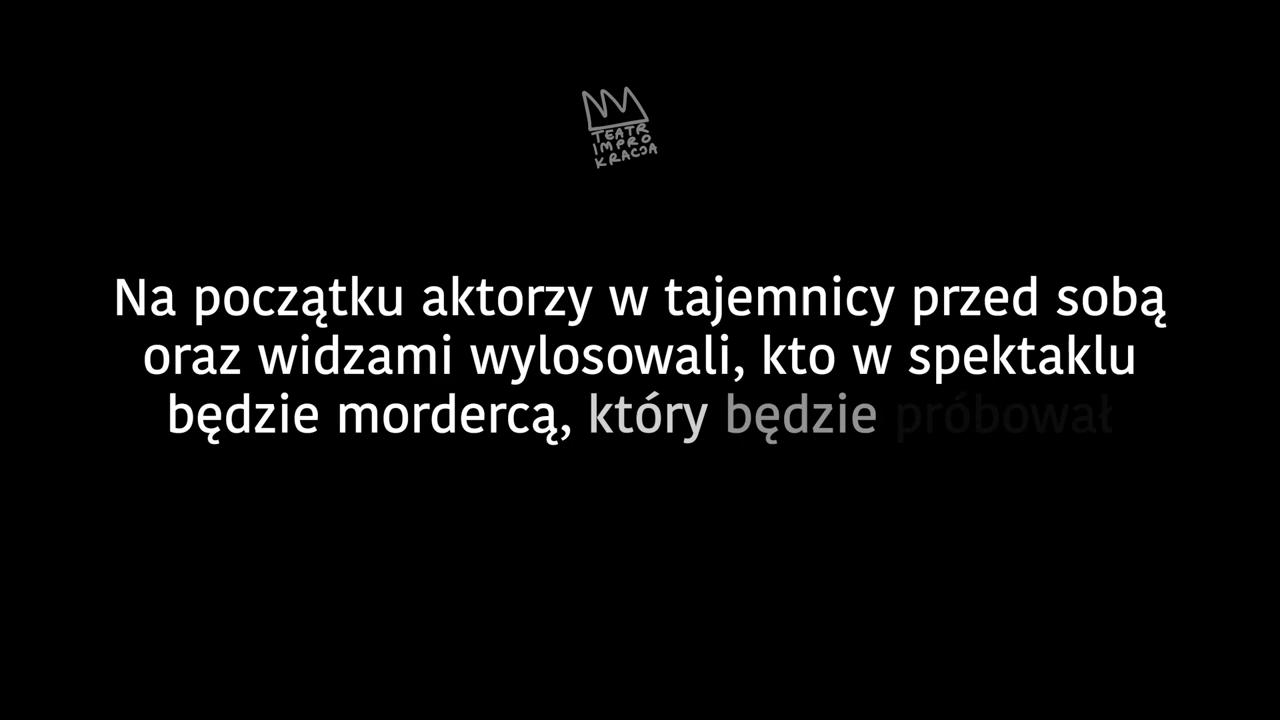 TEATR
IMPRO
KRACJA
Na początku aktorzy w tajemnicy przed sobą
oraz widzami wylosowali, kto w spektaklu
będzie mordercą, który będzie próbował